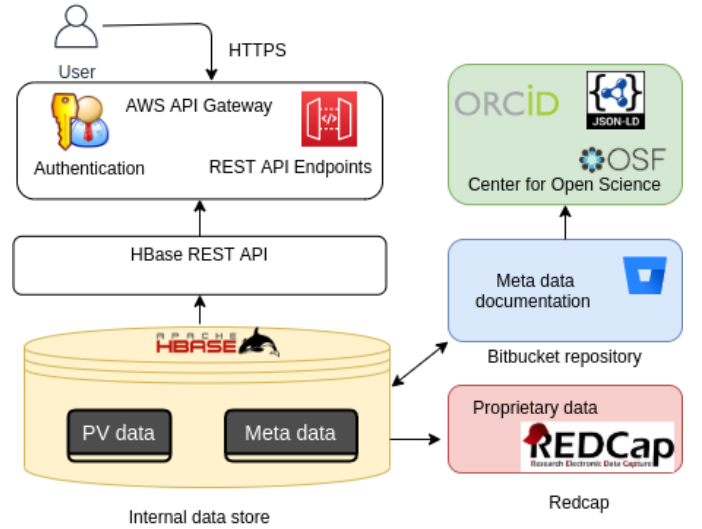 User
HTTPS
AWS API Gateway
Authentication
REST API Endpoints
HBase REST API
APACHE
HBASE
PV data
Meta data
Internal data store
ORCiD
JSON-LD
OSF
Center for Open Science
Meta data
documentation
Bitbucket repository
Proprietary data
REDCap
Research Electronic Data Capture
Redcap